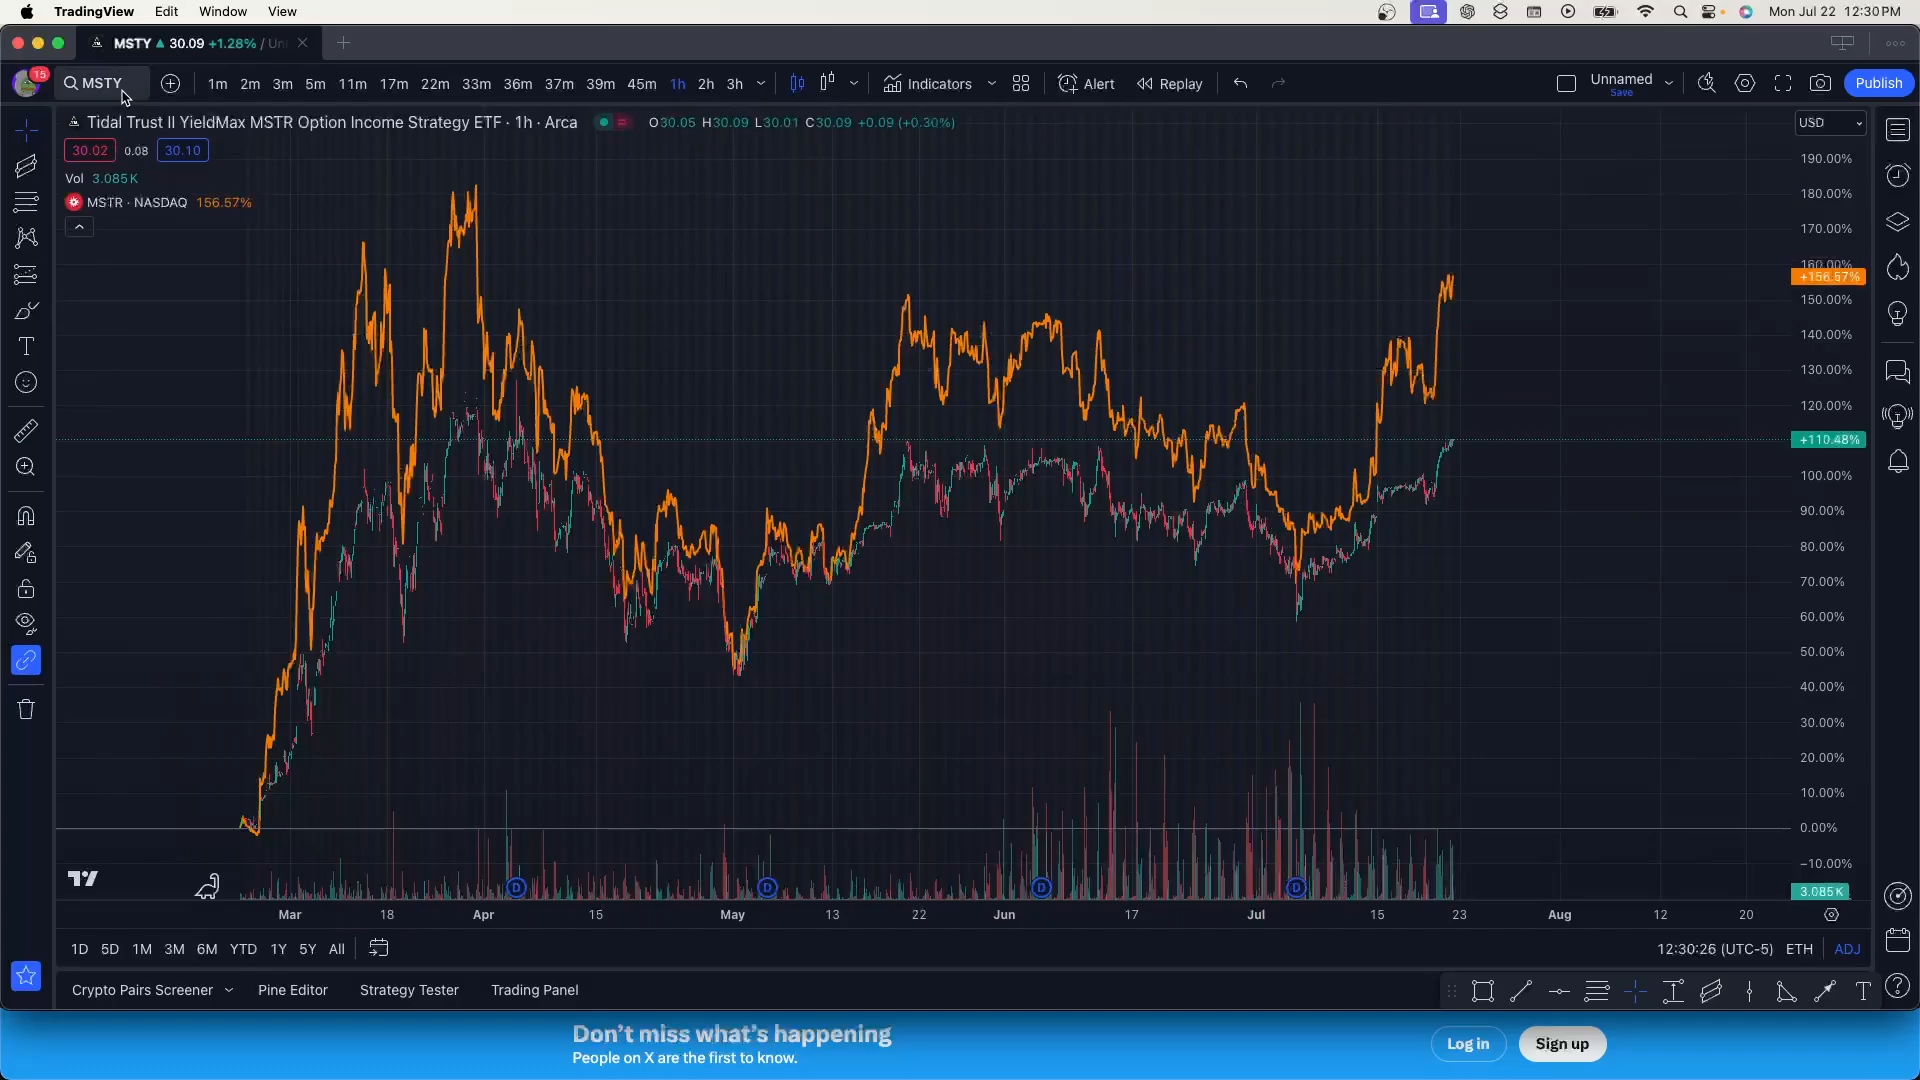 TradingView Edit Window View Mon Jul 22 12:30 PM
MSTY ▲ 30.09 +1.28% / Un
15 MSTY 1m 2m 3m 5m 11m 17m 22m 33m 36m 37m 39m 45m 1h 2h 3h Indicators Alert Replay Unnamed Save Publish
Tidal Trust II YieldMax MSTR Option Income Strategy ETF · 1h · Arca O30.05 H30.09 L30.01 C30.09 +0.09 (+0.30%) USD
30.02 0.08 30.10
Vol 3.085K
MSTR · NASDAQ 156.57%
190.00%
180.00%
170.00%
160.00%
+156.57%
150.00%
140.00%
130.00%
120.00%
+110.48%
100.00%
90.00%
80.00%
70.00%
60.00%
50.00%
40.00%
30.00%
20.00%
10.00%
0.00%
−10.00%
3.085K
D D D D
Mar 18 Apr 15 May 13 22 Jun 17 Jul 15 23 Aug 12 20
1D 5D 1M 3M 6M YTD 1Y 5Y All 12:30:26 (UTC-5) ETH ADJ
Crypto Pairs Screener Pine Editor Strategy Tester Trading Panel
Don't miss what's happening
People on X are the first to know.
Log in Sign up